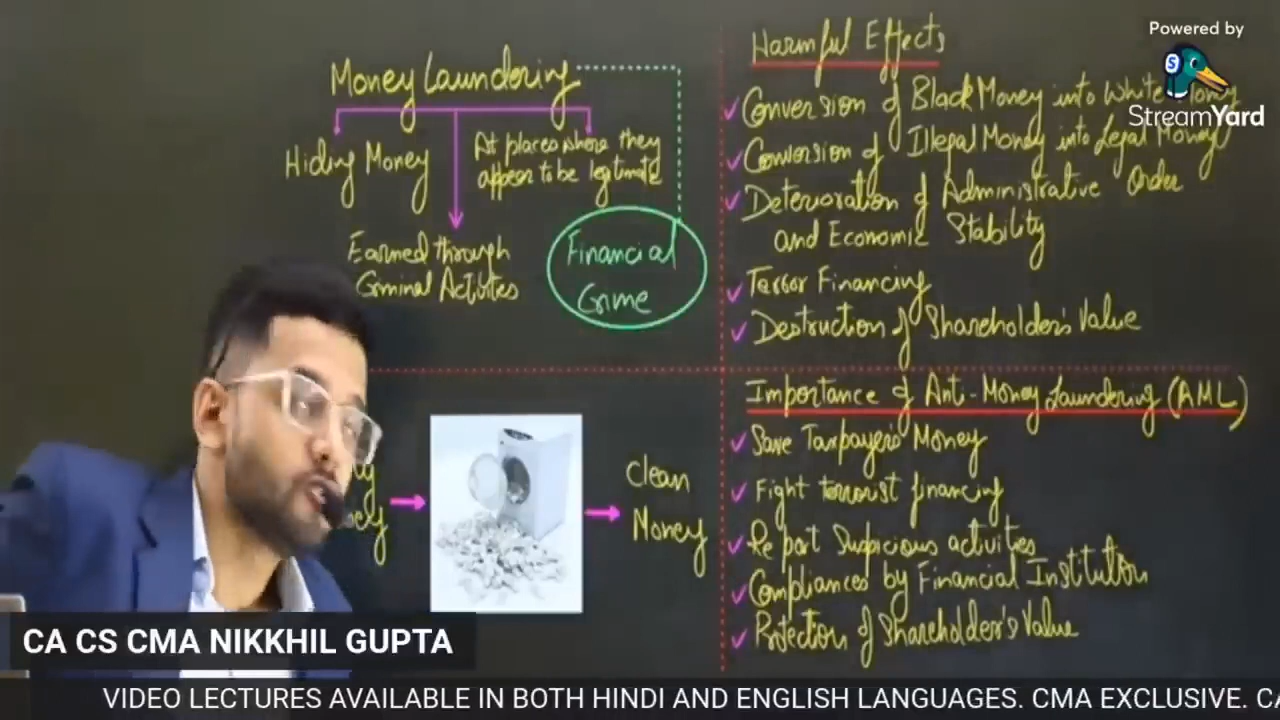 Money Laundering
Hiding Money
At places where they
appear to be legitimate
Earned through
Criminal Activites
Financial
Crime
Clean
Money
Harmful Effects
Conversion of Black Money into White Money
Conversion of Illegal Money into Legal Money
Deterioration of Administrative Order
and Economic Stability
Terror Financing
Destruction of Shareholder's Value
Importance of Anti-Money Laundering (AML)
Save Taxpayer's Money
Fight terrorist financing
Report Suspicious activities
Compliances by Financial Institution
Protection of Shareholder's Value
Powered by
S
StreamYard
CA CS CMA NIKKHIL GUPTA
VIDEO LECTURES AVAILABLE IN BOTH HINDI AND ENGLISH LANGUAGES. CMA EXCLUSIVE.